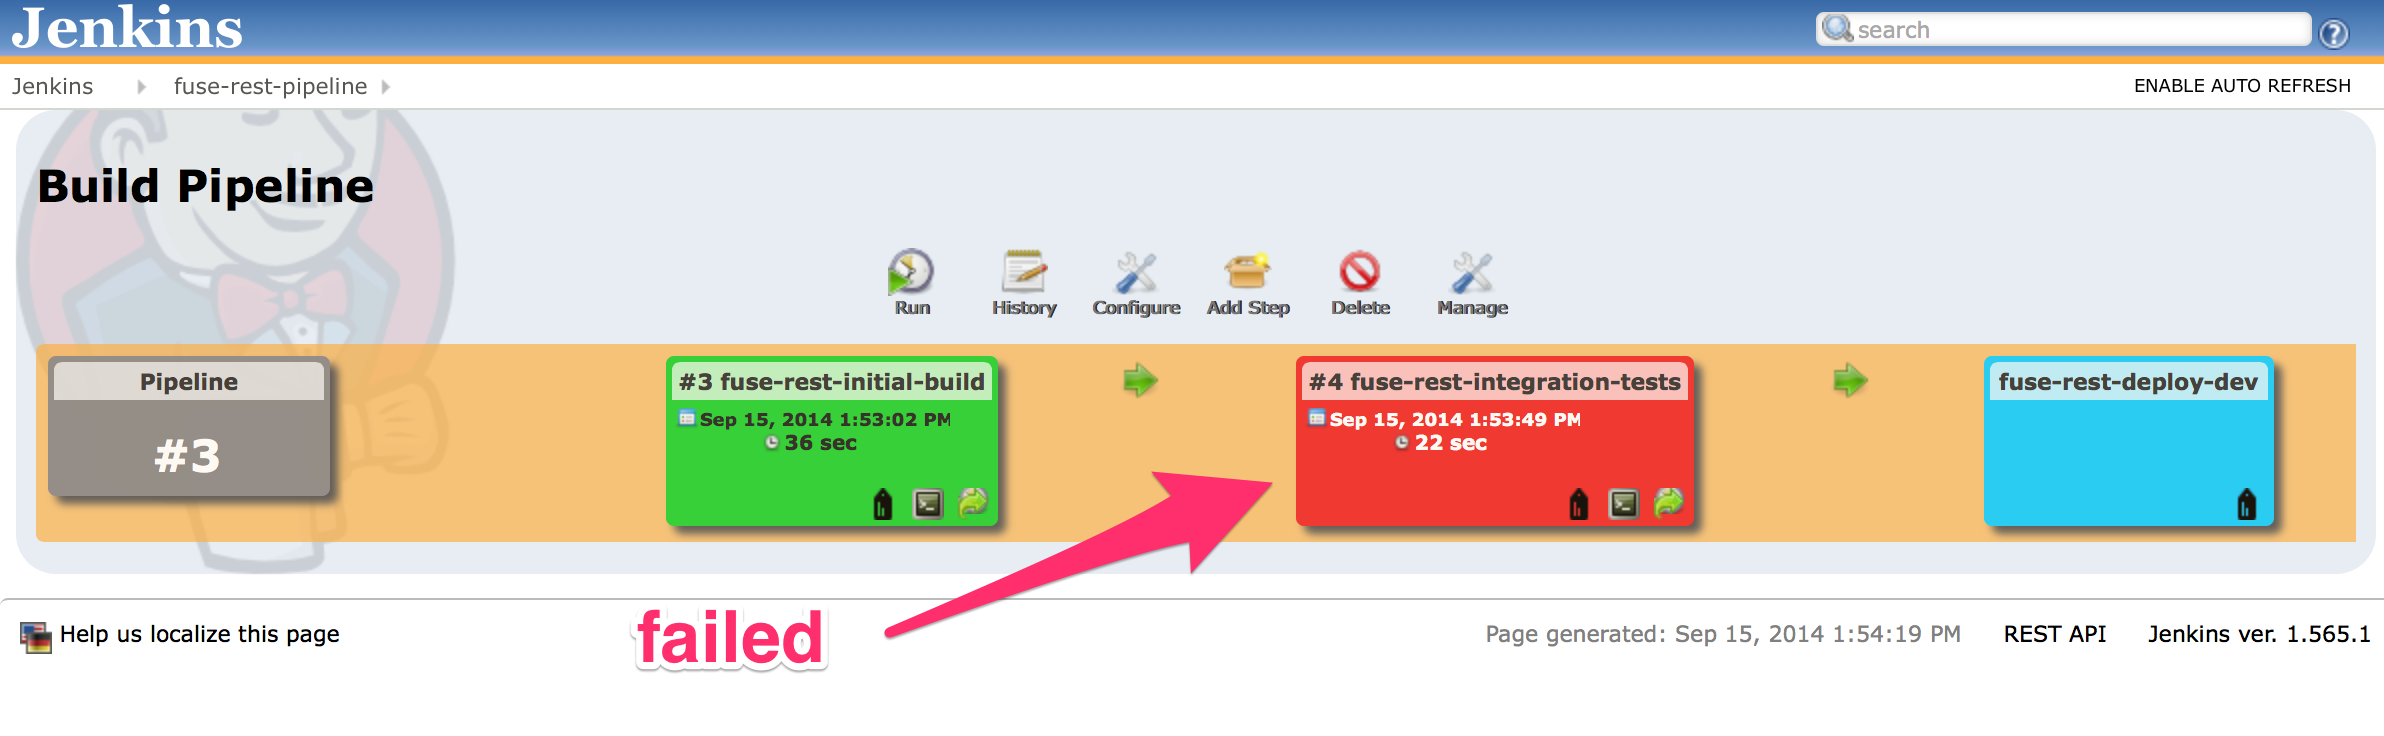 Jenkins
search
Jenkins fuse-rest-pipeline
ENABLE AUTO REFRESH
Build Pipeline
Run History Configure Add Step Delete Manage
Pipeline
#3
#3 fuse-rest-initial-build
Sep 15, 2014 1:53:02 PM
36 sec
#4 fuse-rest-integration-tests
Sep 15, 2014 1:53:49 PM
22 sec
fuse-rest-deploy-dev
failed
Help us localize this page
Page generated: Sep 15, 2014 1:54:19 PM REST API Jenkins ver. 1.565.1